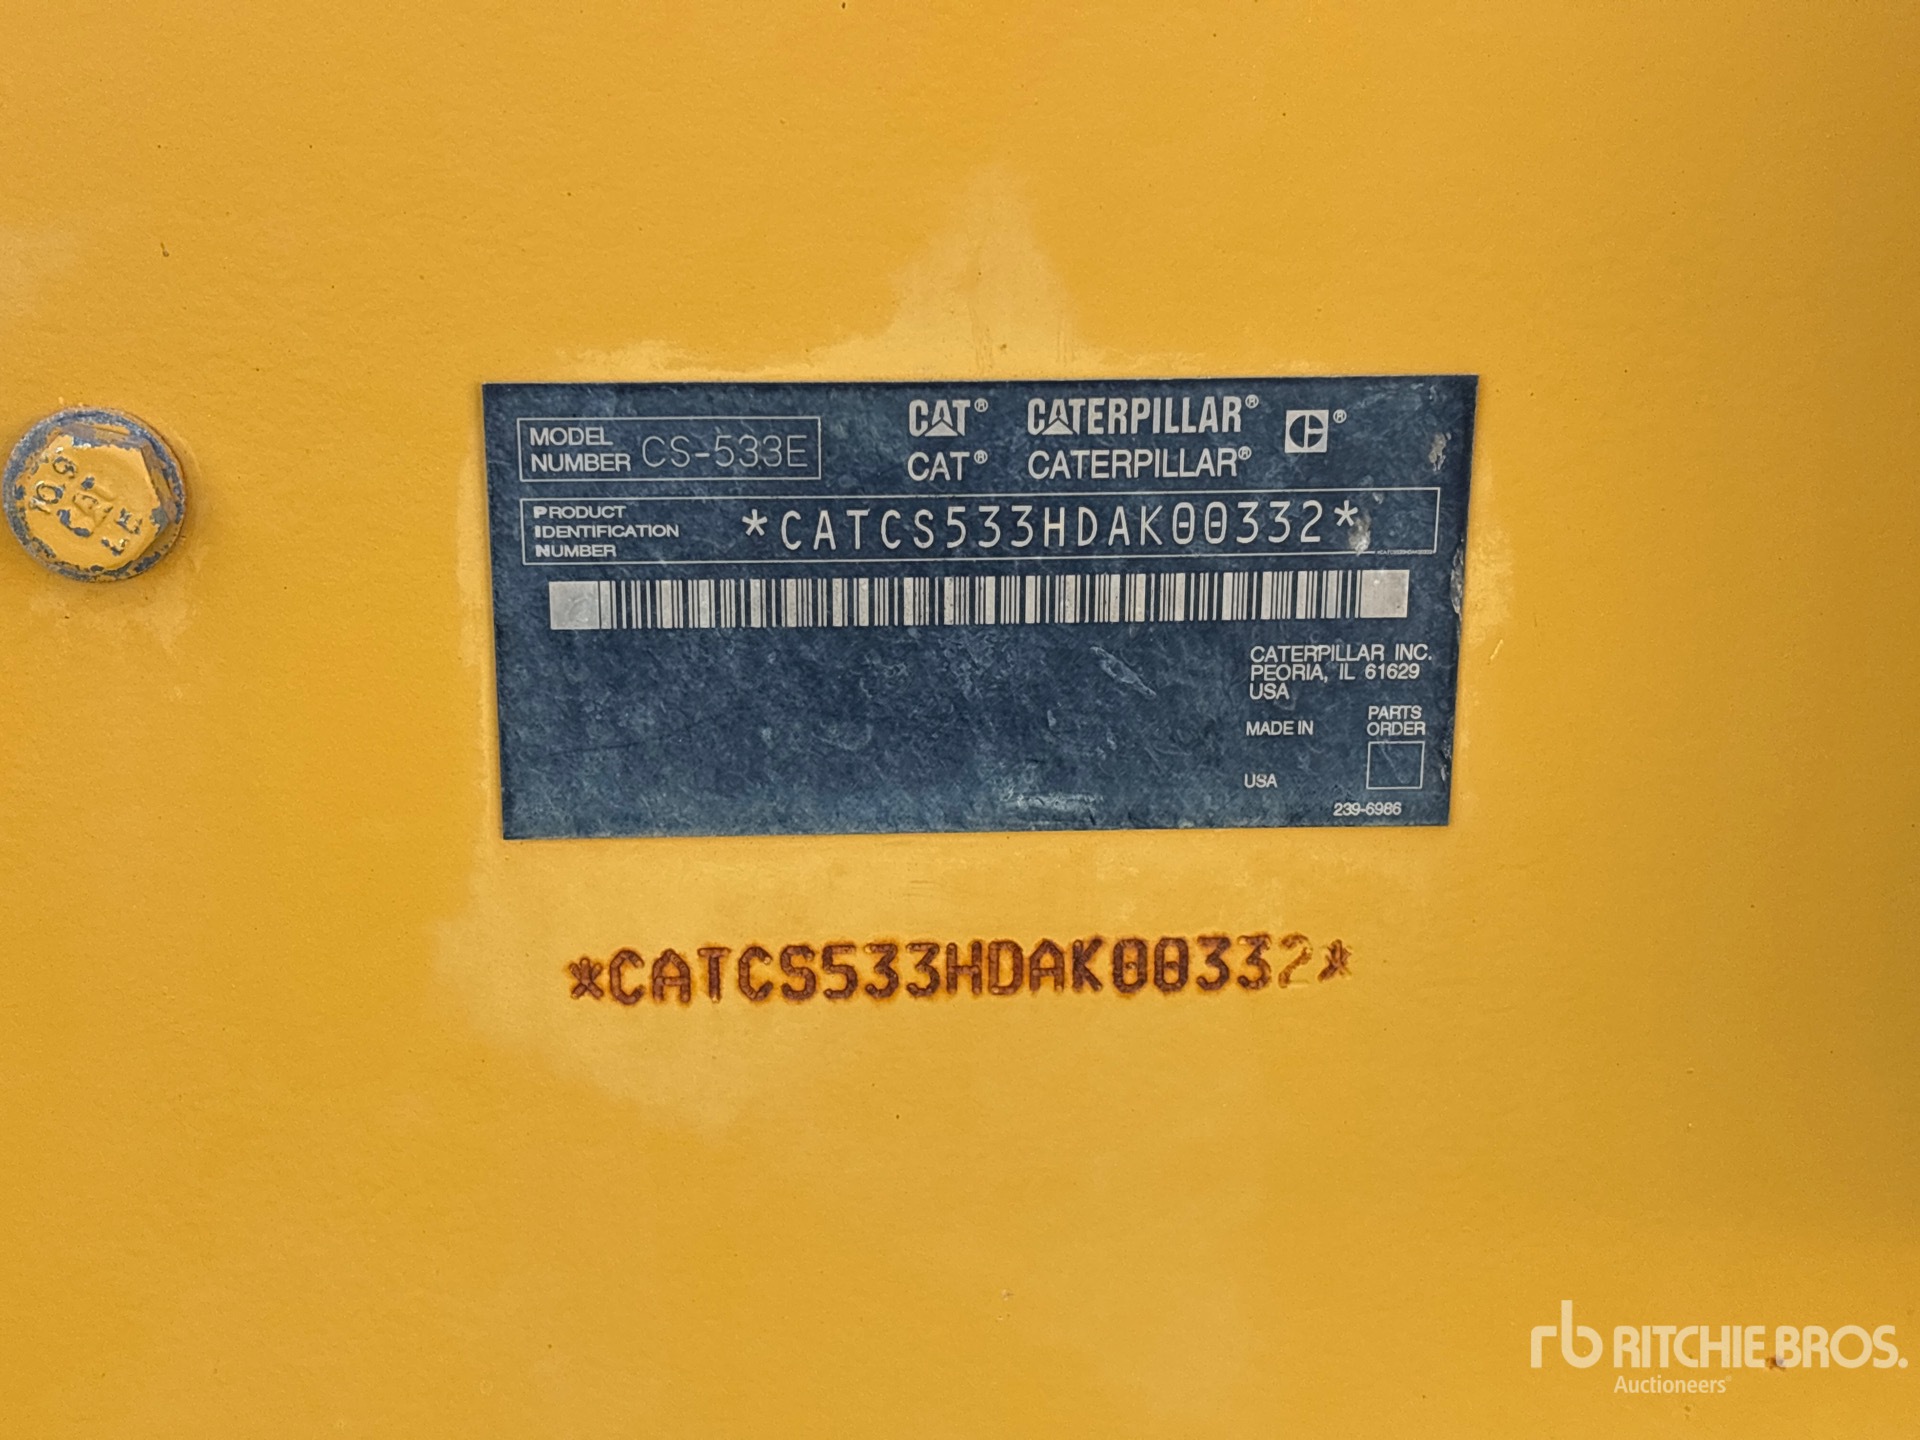 MODEL
NUMBER CS-533E
CAT® CATERPILLAR® ®
CAT® CATERPILLAR®
PRODUCT
IDENTIFICATION
NUMBER
*CATCS533HDAK00332*
CATERPILLAR INC.
PEORIA, IL 61629
USA
MADE IN
USA
PARTS
ORDER
239-6986
*CATCS533HDAK00332*
rb RITCHIE BROS.
Auctioneers®